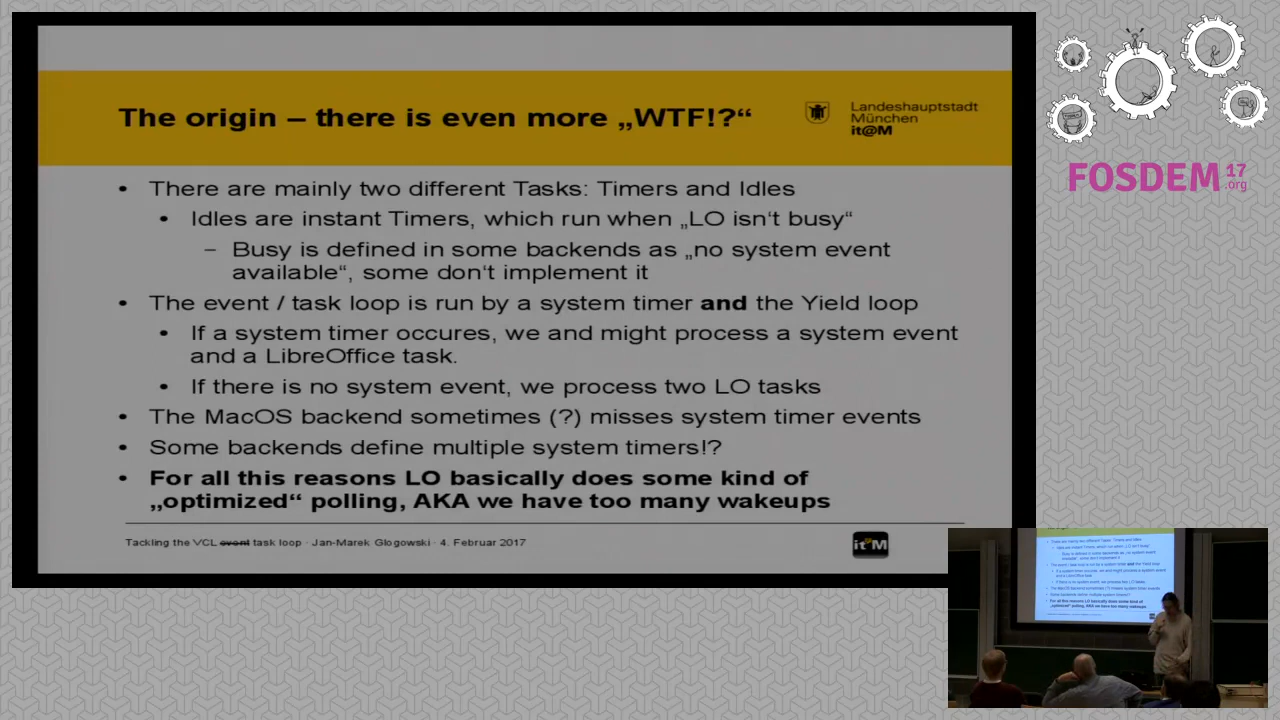 The origin – there is even more „WTF!?“
Landeshauptstadt
München
it@M
• There are mainly two different Tasks: Timers and Idles
• Idles are instant Timers, which run when „LO isn‘t busy“
– Busy is defined in some backends as „no system event
available“, some don‘t implement it
• The event / task loop is run by a system timer and the Yield loop
• If a system timer occures, we and might process a system event
and a LibreOffice task.
• If there is no system event, we process two LO tasks
• The MacOS backend sometimes (?) misses system timer events
• Some backends define multiple system timers!?
• For all this reasons LO basically does some kind of
„optimized“ polling, AKA we have too many wakeups
Tackling the VCL event task loop · Jan-Marek Glogowski · 4. Februar 2017
it@M
FOSDEM 17
.org